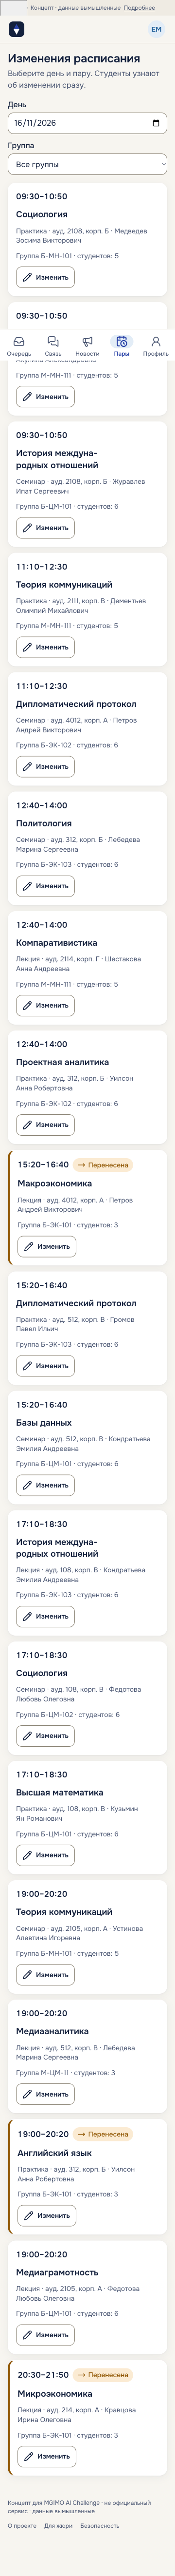 Концепт · данные вымышленные Подробнее
ЕМ
Изменения расписания
Выберите день и пару. Студенты узнают
об изменении сразу.
День
16/11/2026
Группа
Все группы
09:30–10:50
Социология
Практика · ауд. 2108, корп. Б · Медведев
Зосима Викторович
Группа Б-МН-101 · студентов: 5
Изменить
09:30–10:50
Очередь
Связь
Новости
Пары
Профиль
Группа М-МН-111 · студентов: 5
Изменить
09:30–10:50
История междуна-
родных отношений
Семинар · ауд. 2108, корп. Б · Журавлев
Ипат Сергеевич
Группа Б-ЦМ-101 · студентов: 6
Изменить
11:10–12:30
Теория коммуникаций
Практика · ауд. 2111, корп. В · Дементьев
Олимпий Михайлович
Группа М-МН-111 · студентов: 5
Изменить
11:10–12:30
Дипломатический протокол
Семинар · ауд. 4012, корп. А · Петров
Андрей Викторович
Группа Б-ЭК-102 · студентов: 6
Изменить
12:40–14:00
Политология
Семинар · ауд. 312, корп. Б · Лебедева
Марина Сергеевна
Группа Б-ЭК-103 · студентов: 6
Изменить
12:40–14:00
Компаративистика
Лекция · ауд. 2114, корп. Г · Шестакова
Анна Андреевна
Группа М-МН-111 · студентов: 5
Изменить
12:40–14:00
Проектная аналитика
Практика · ауд. 312, корп. Б · Уилсон
Анна Робертовна
Группа Б-ЭК-102 · студентов: 6
Изменить
15:20–16:40 → Перенесена
Макроэкономика
Лекция · ауд. 4012, корп. А · Петров
Андрей Викторович
Группа Б-ЭК-101 · студентов: 3
Изменить
15:20–16:40
Дипломатический протокол
Практика · ауд. 512, корп. В · Громов
Павел Ильич
Группа Б-ЭК-103 · студентов: 6
Изменить
15:20–16:40
Базы данных
Семинар · ауд. 512, корп. В · Кондратьева
Эмилия Андреевна
Группа Б-ЦМ-101 · студентов: 6
Изменить
17:10–18:30
История междуна-
родных отношений
Лекция · ауд. 108, корп. В · Кондратьева
Эмилия Андреевна
Группа Б-ЭК-103 · студентов: 6
Изменить
17:10–18:30
Социология
Семинар · ауд. 108, корп. В · Федотова
Любовь Олеговна
Группа Б-ЦМ-102 · студентов: 6
Изменить
17:10–18:30
Высшая математика
Практика · ауд. 108, корп. В · Кузьмин
Ян Романович
Группа Б-ЦМ-101 · студентов: 6
Изменить
19:00–20:20
Теория коммуникаций
Семинар · ауд. 2105, корп. А · Устинова
Алевтина Игоревна
Группа Б-МН-101 · студентов: 5
Изменить
19:00–20:20
Медиааналитика
Лекция · ауд. 512, корп. В · Лебедева
Марина Сергеевна
Группа М-ЦМ-11 · студентов: 3
Изменить
19:00–20:20 → Перенесена
Английский язык
Практика · ауд. 312, корп. Б · Уилсон
Анна Робертовна
Группа Б-ЭК-101 · студентов: 3
Изменить
19:00–20:20
Медиаграмотность
Лекция · ауд. 2105, корп. А · Федотова
Любовь Олеговна
Группа Б-ЦМ-101 · студентов: 6
Изменить
20:30–21:50 → Перенесена
Микроэкономика
Лекция · ауд. 214, корп. А · Кравцова
Ирина Олеговна
Группа Б-ЭК-101 · студентов: 3
Изменить
Концепт для MGIMO AI Challenge · не официальный
сервис · данные вымышленные
О проекте Для жюри Безопасность